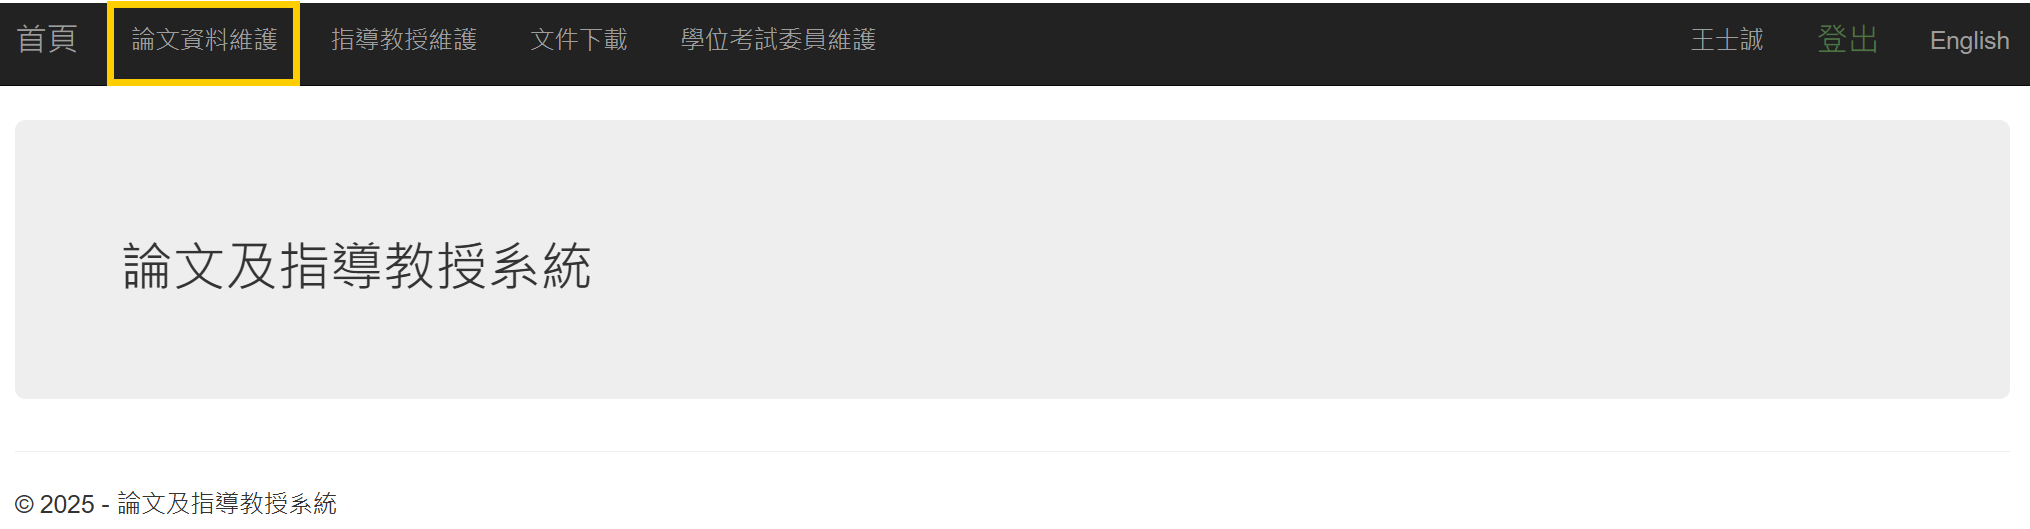 首頁 論文資料維護 指導教授維護 文件下載 學位考試委員維護 王士誠 登出 English
論文及指導教授系統
© 2025 - 論文及指導教授系統